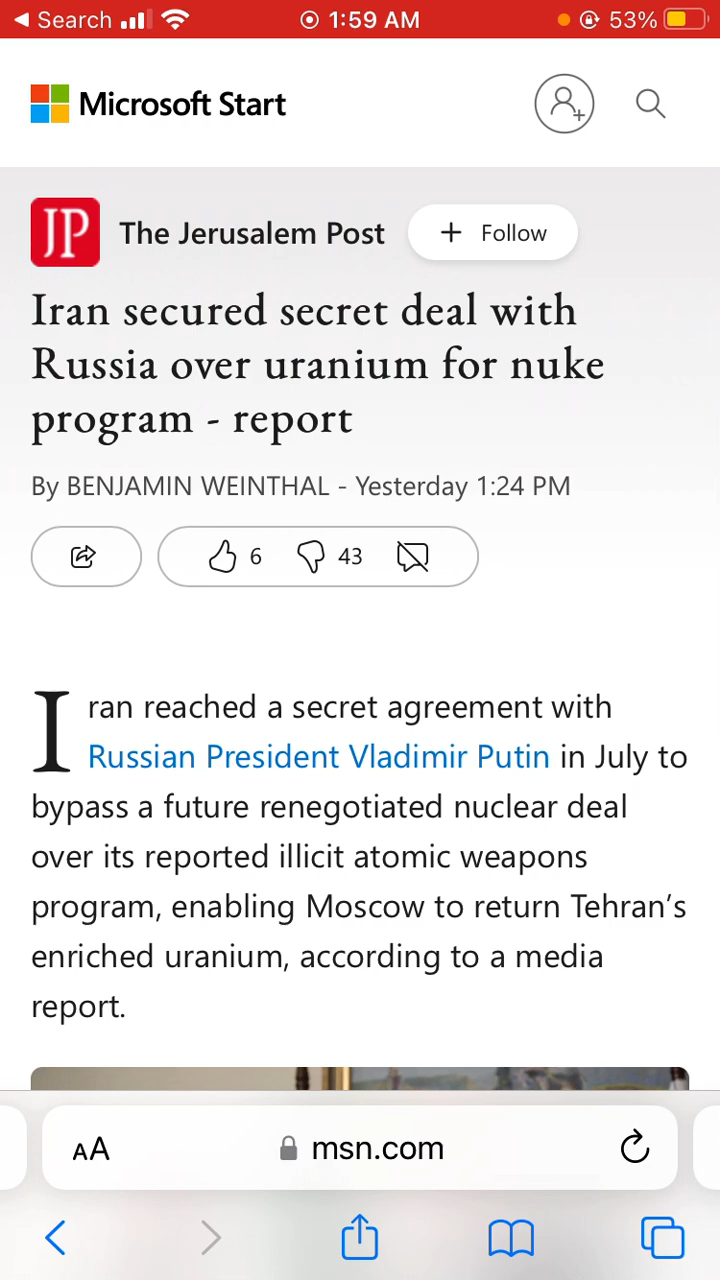 Search 1:59 AM 53%
Microsoft Start
JP The Jerusalem Post + Follow
Iran secured secret deal with
Russia over uranium for nuke
program - report
By BENJAMIN WEINTHAL - Yesterday 1:24 PM
6 43
Iran reached a secret agreement with
Russian President Vladimir Putin in July to
bypass a future renegotiated nuclear deal
over its reported illicit atomic weapons
program, enabling Moscow to return Tehran’s
enriched uranium, according to a media
report.
AA msn.com